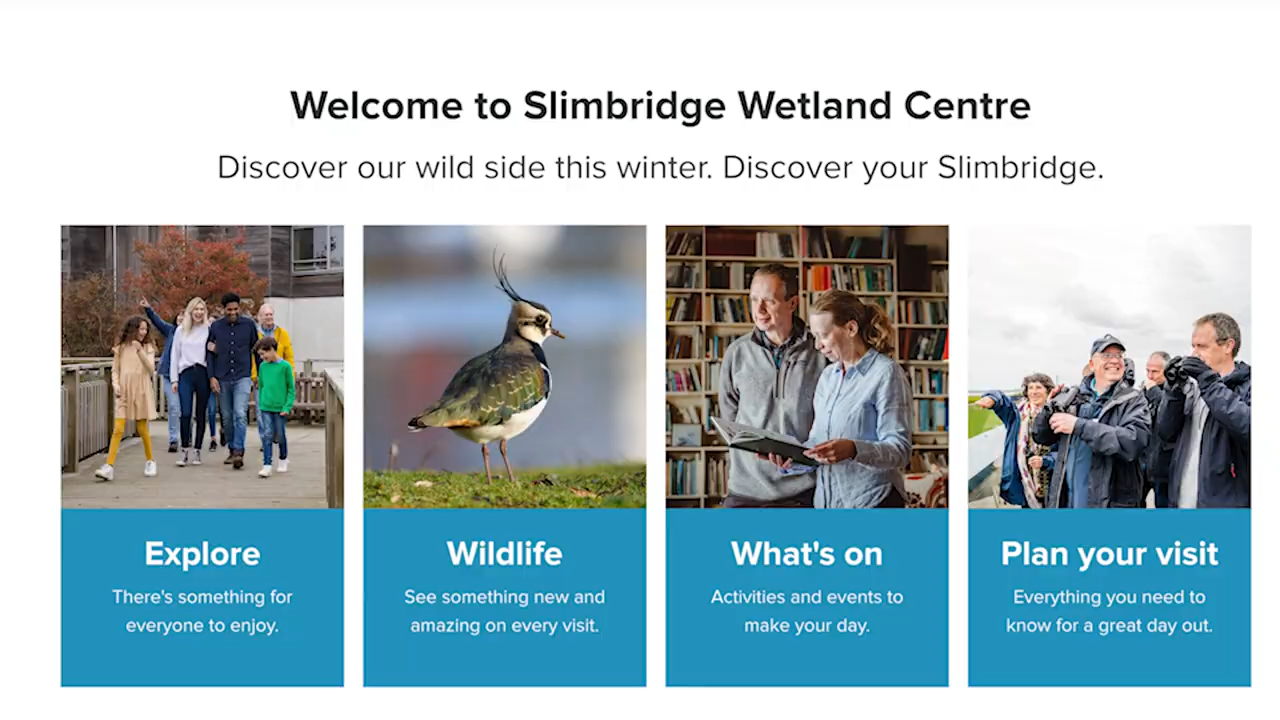 Welcome to Slimbridge Wetland Centre
Discover our wild side this winter. Discover your Slimbridge.
Explore
There's something for
everyone to enjoy.
Wildlife
See something new and
amazing on every visit.
What's on
Activities and events to
make your day.
Plan your visit
Everything you need to
know for a great day out.